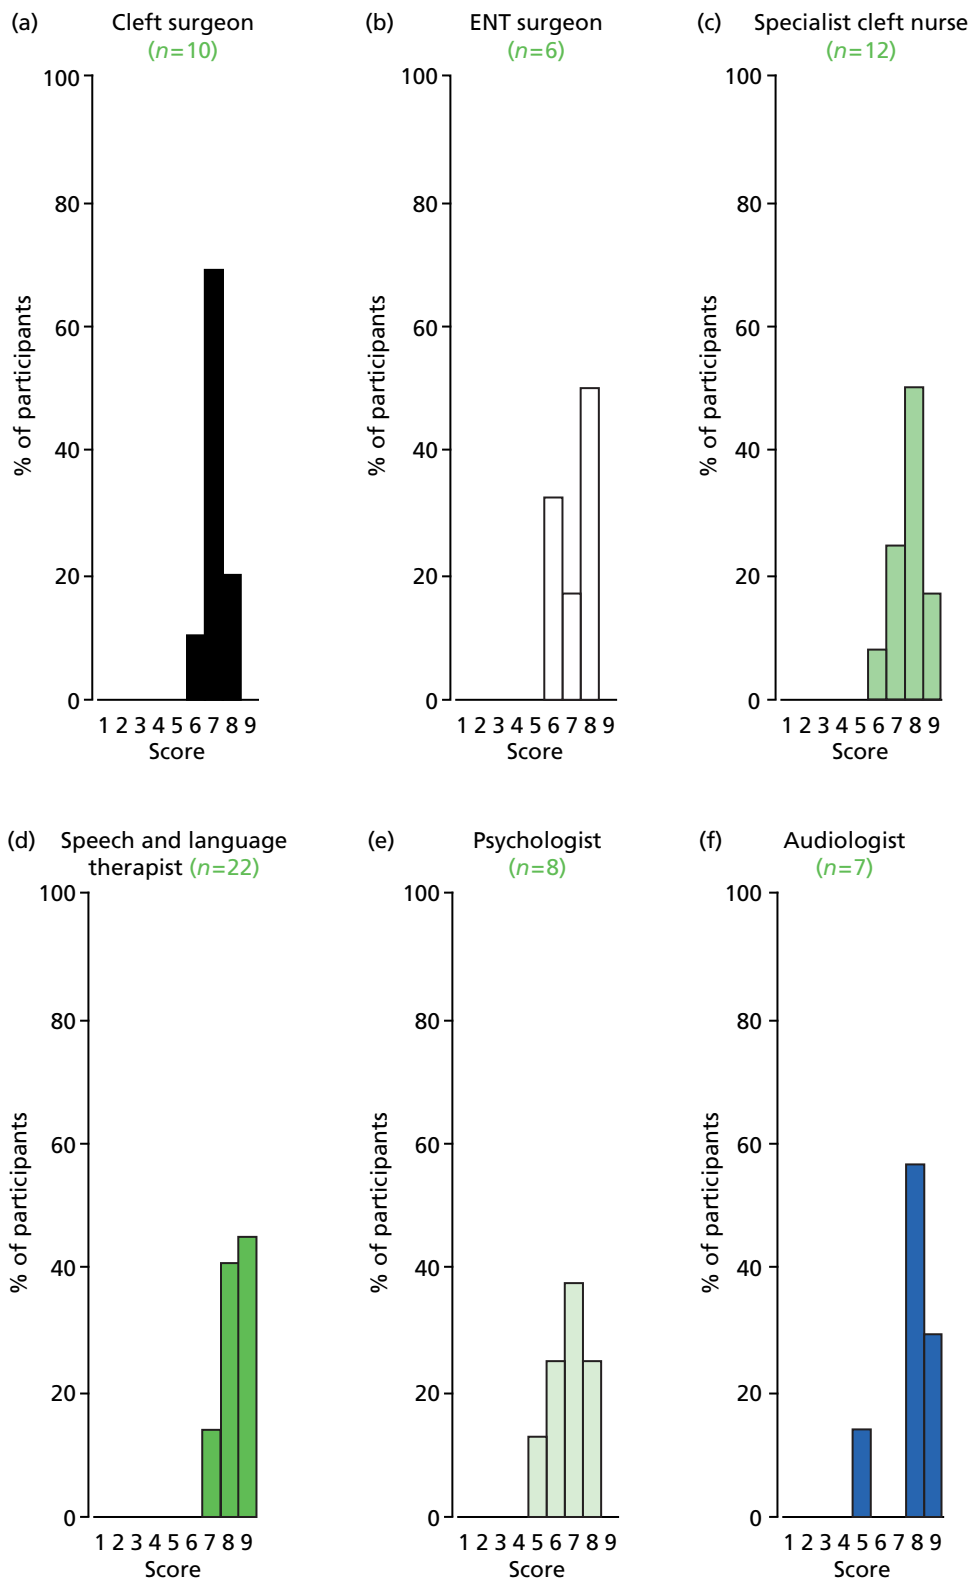 (a) Cleft surgeon
(n=10)
100
80
60
40
20
0
% of participants
1 2 3 4 5 6 7 8 9
Score
(b) ENT surgeon
(n=6)
100
80
60
40
20
0
% of participants
1 2 3 4 5 6 7 8 9
Score
(c) Specialist cleft nurse
(n=12)
100
80
60
40
20
0
% of participants
1 2 3 4 5 6 7 8 9
Score
(d) Speech and language
therapist (n=22)
100
80
60
40
20
0
% of participants
1 2 3 4 5 6 7 8 9
Score
(e) Psychologist
(n=8)
100
80
60
40
20
0
% of participants
1 2 3 4 5 6 7 8 9
Score
(f) Audiologist
(n=7)
100
80
60
40
20
0
% of participants
1 2 3 4 5 6 7 8 9
Score